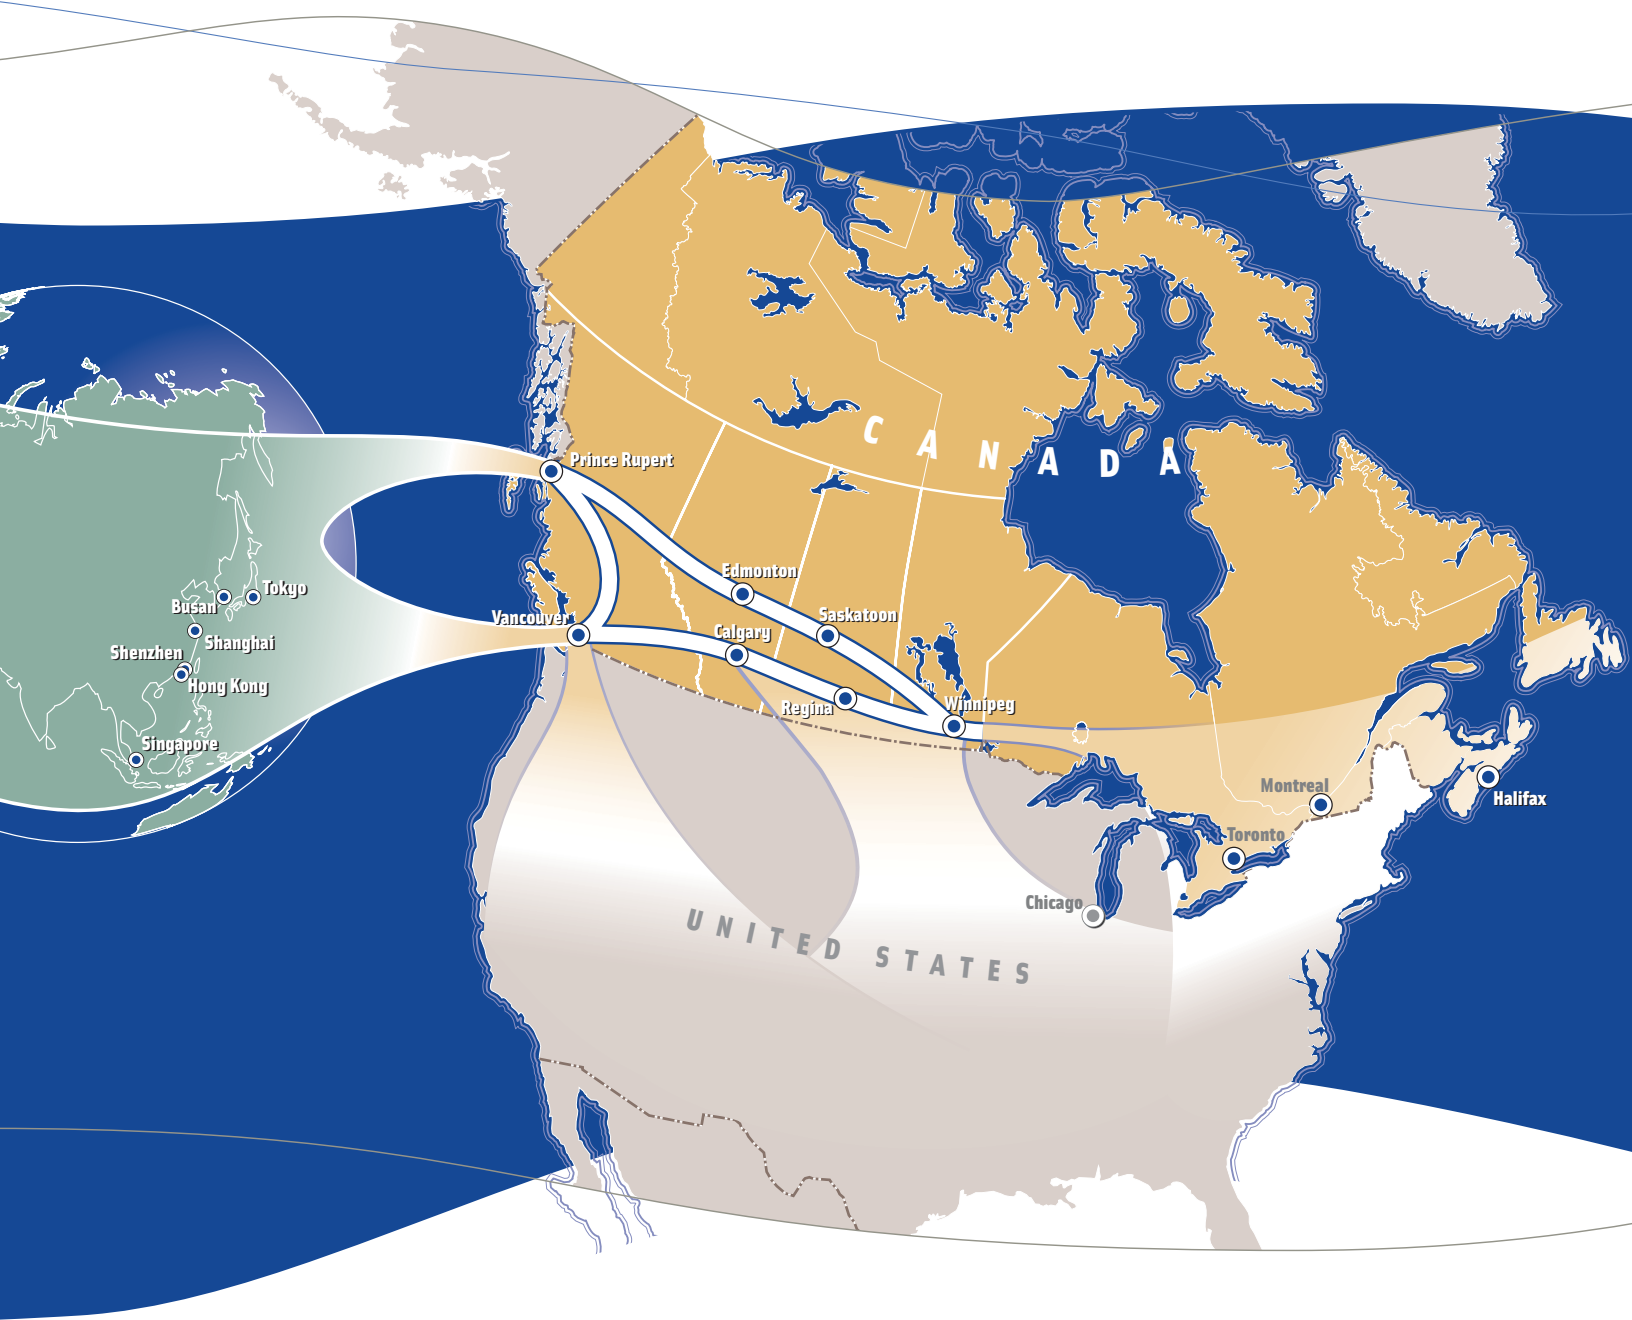 CANADA
Prince Rupert
Edmonton
Tokyo
Busan
Vancouver
Saskatoon
Calgary
Shanghai
Shenzhen
Hong Kong
Regina
Winnipeg
Singapore
Montreal
Halifax
Toronto
Chicago
UNITED STATES